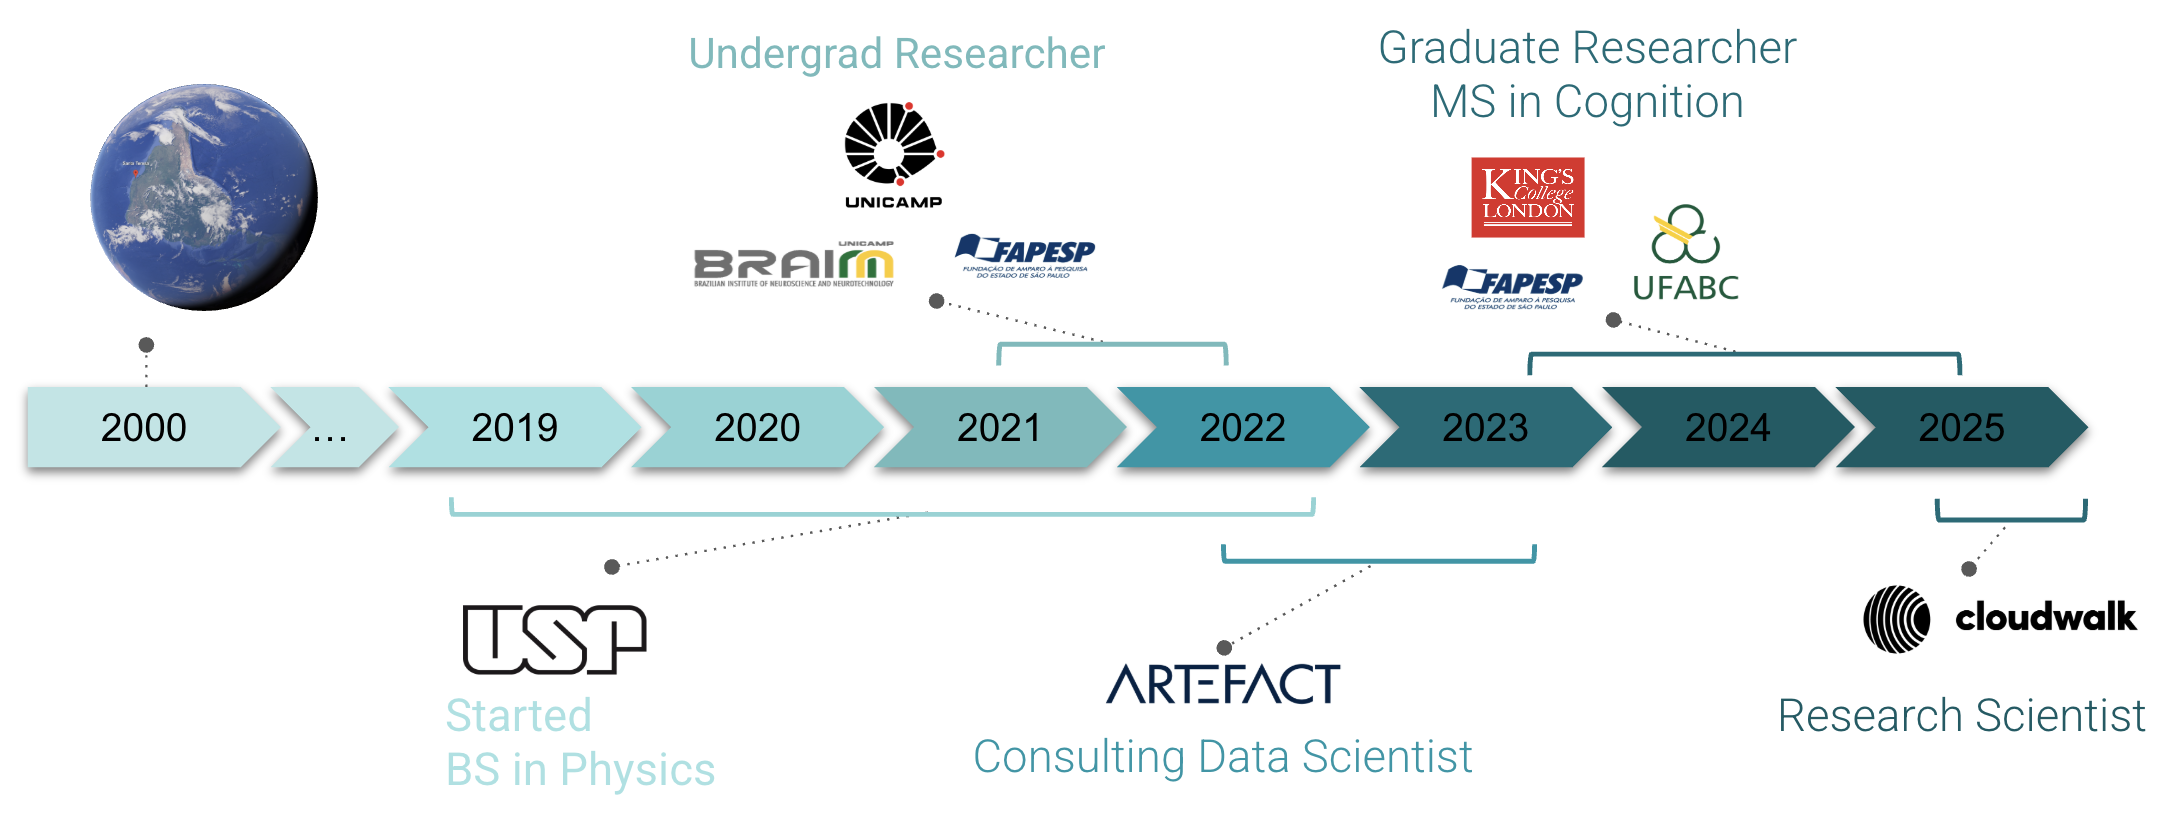 Undergrad Researcher
UNICAMP
UNICAMP
BRAINN
BRAZILIAN INSTITUTE OF NEUROSCIENCE AND NEUROTECHNOLOGY
FAPESP
FUNDAÇÃO DE AMPARO À PESQUISA
DO ESTADO DE SÃO PAULO
Graduate Researcher
MS in Cognition
KING'S
College
LONDON
FAPESP
FUNDAÇÃO DE AMPARO À PESQUISA
DO ESTADO DE SÃO PAULO
UFABC
2000
...
2019
2020
2021
2022
2023
2024
2025
USP
Started
BS in Physics
ARTEFACT
Consulting Data Scientist
cloudwalk
Research Scientist